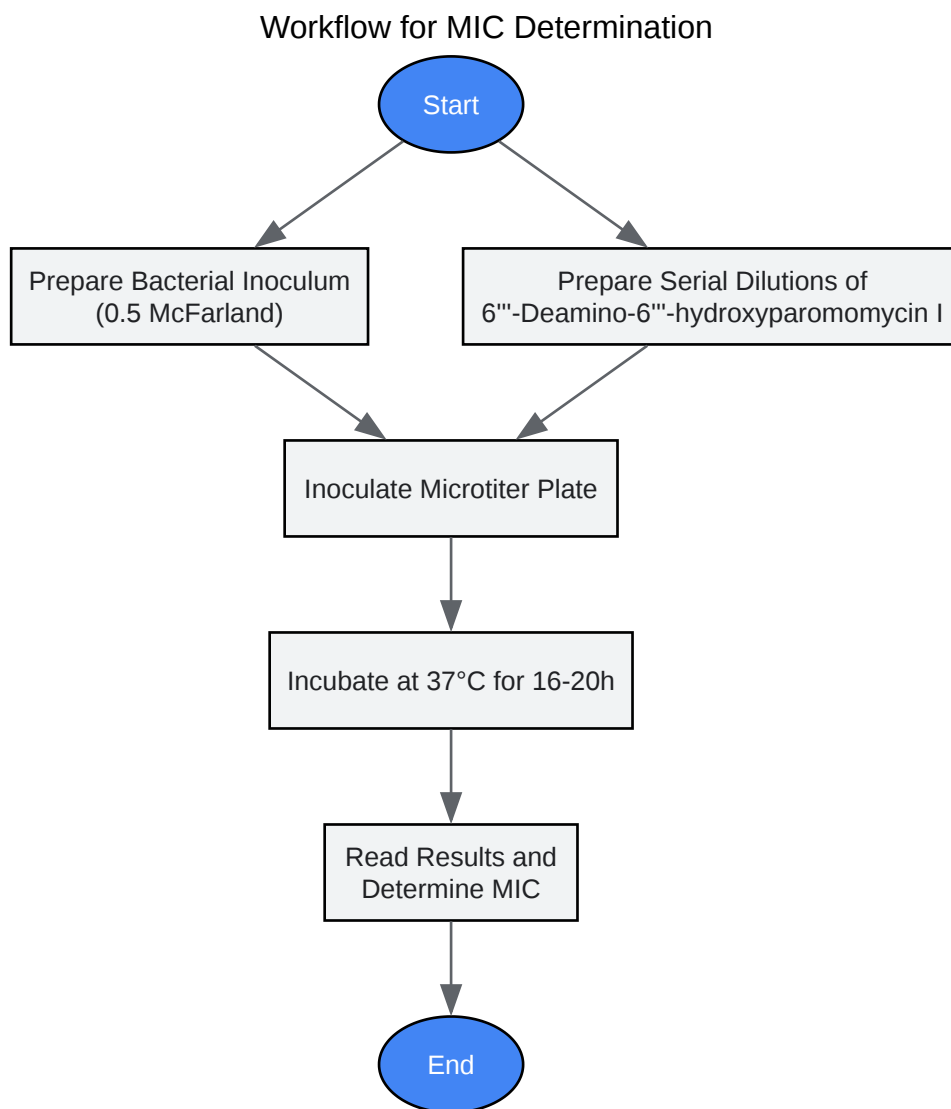 Workflow for MIC Determination
Start
Prepare Bacterial Inoculum
(0.5 McFarland)
Prepare Serial Dilutions of
6'''-Deamino-6'''-hydroxyparomomycin I
Inoculate Microtiter Plate
Incubate at 37°C for 16-20h
Read Results and
Determine MIC
End